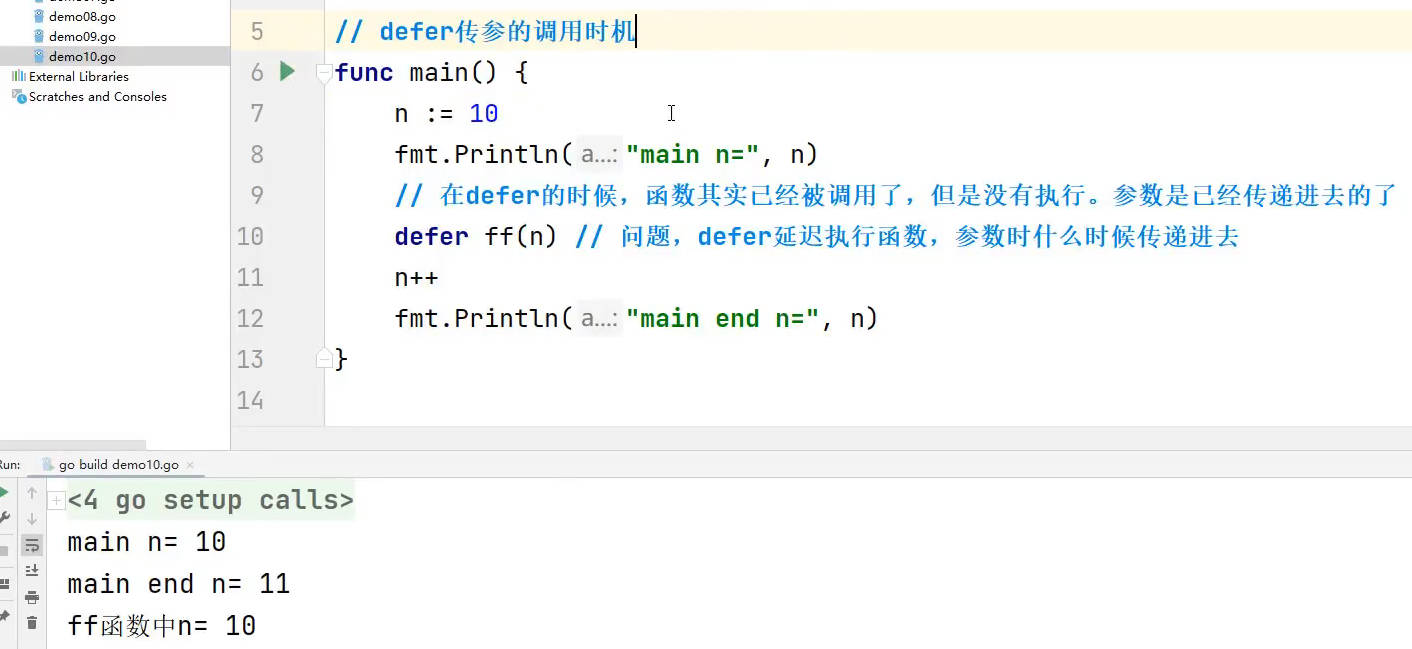 demo08.go
demo09.go
demo10.go
External Libraries
Scratches and Consoles
5 // defer传参的调用时机
6 func main() {
7 n := 10
8 fmt.Println( a...: "main n=", n)
9 // 在defer的时候，函数其实已经被调用了，但是没有执行。参数是已经传递进去的了
10 defer ff(n) // 问题，defer延迟执行函数，参数时什么时候传递进去
11 n++
12 fmt.Println( a...: "main end n=", n)
13 }
14
Run: go build demo10.go ×
<4 go setup calls>
main n= 10
main end n= 11
ff函数中n= 10